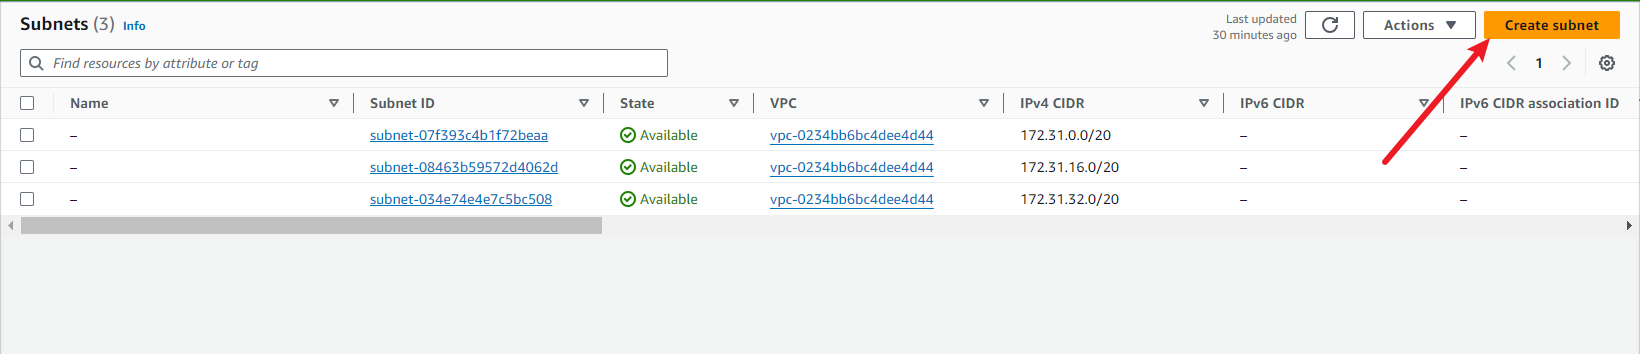 Subnets (3) Info
Last updated
30 minutes ago
Actions
Create subnet
Find resources by attribute or tag
1
Name Subnet ID State VPC IPv4 CIDR IPv6 CIDR IPv6 CIDR association ID
– subnet-07f393c4b1f72beaa Available vpc-0234bb6bc4dee4d44 172.31.0.0/20 – –
– subnet-08463b59572d4062d Available vpc-0234bb6bc4dee4d44 172.31.16.0/20 – –
– subnet-034e74e4e7c5bc508 Available vpc-0234bb6bc4dee4d44 172.31.32.0/20 – –